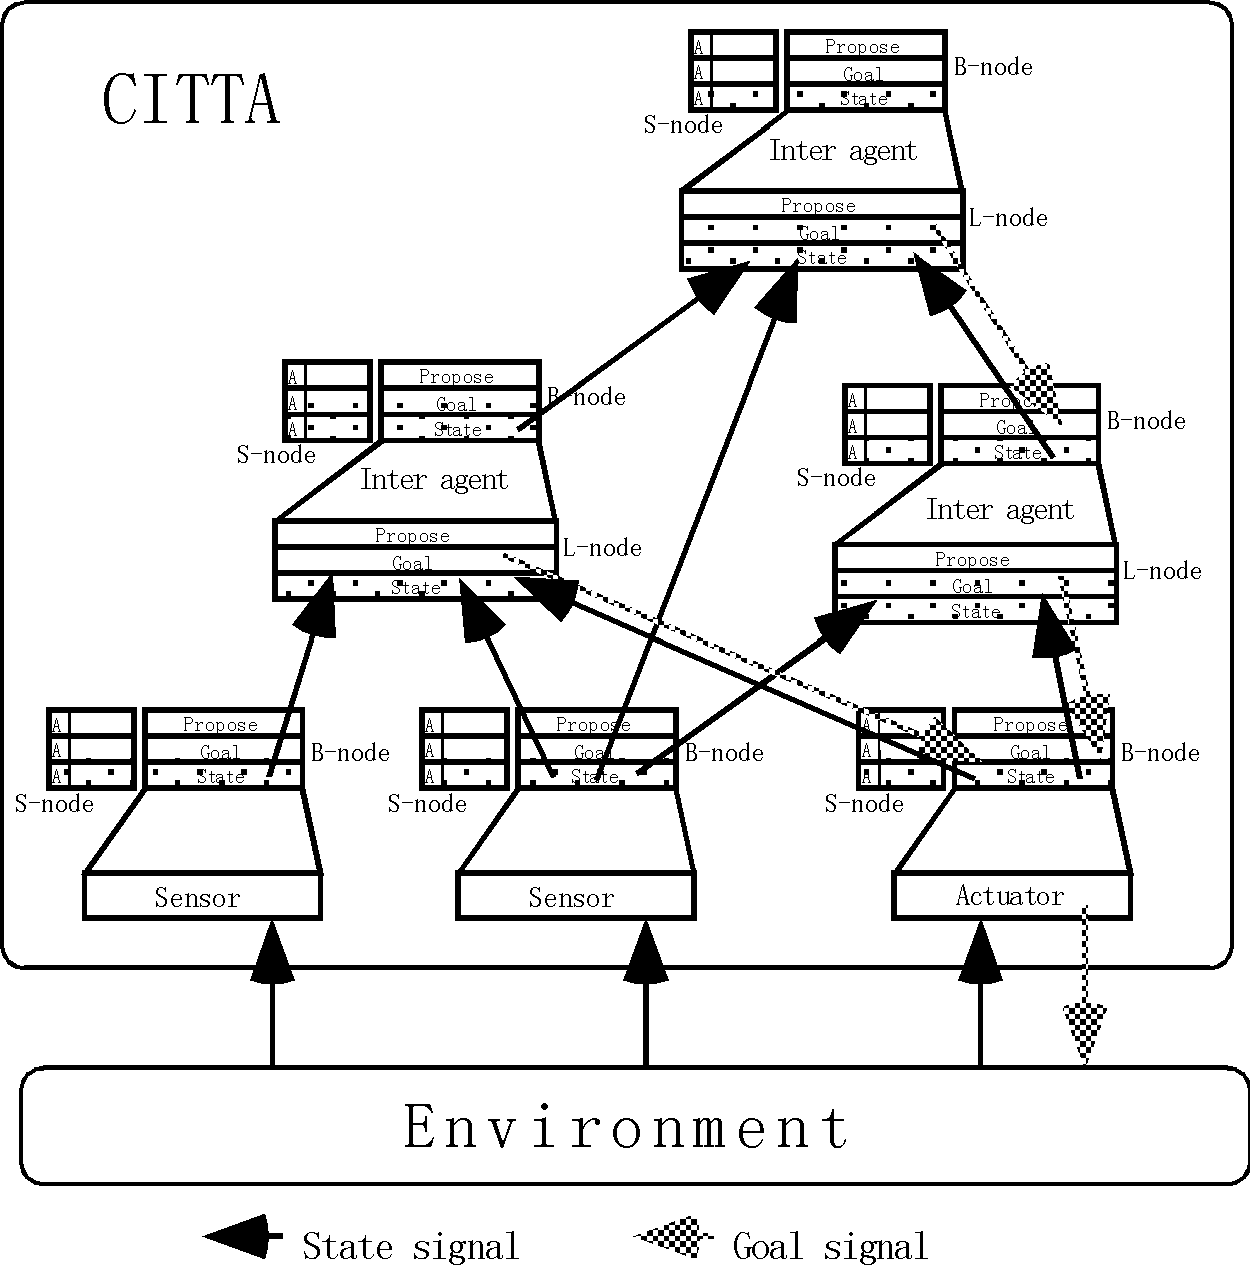 CITTA
A Propose
A Goal
A State
B-node
S-node
Inter agent
Propose
Goal
State
L-node
A Propose
A Goal
A State
B-node
S-node
Inter agent
Propose
Goal
State
L-node
A Propose
A Goal
A State
B-node
S-node
Inter agent
Propose
Goal
State
L-node
A Propose
A Goal
A State
B-node
S-node
Sensor
A Propose
A Goal
A State
B-node
S-node
Sensor
A Propose
A Goal
A State
B-node
S-node
Actuator
Environment
State signal
Goal signal